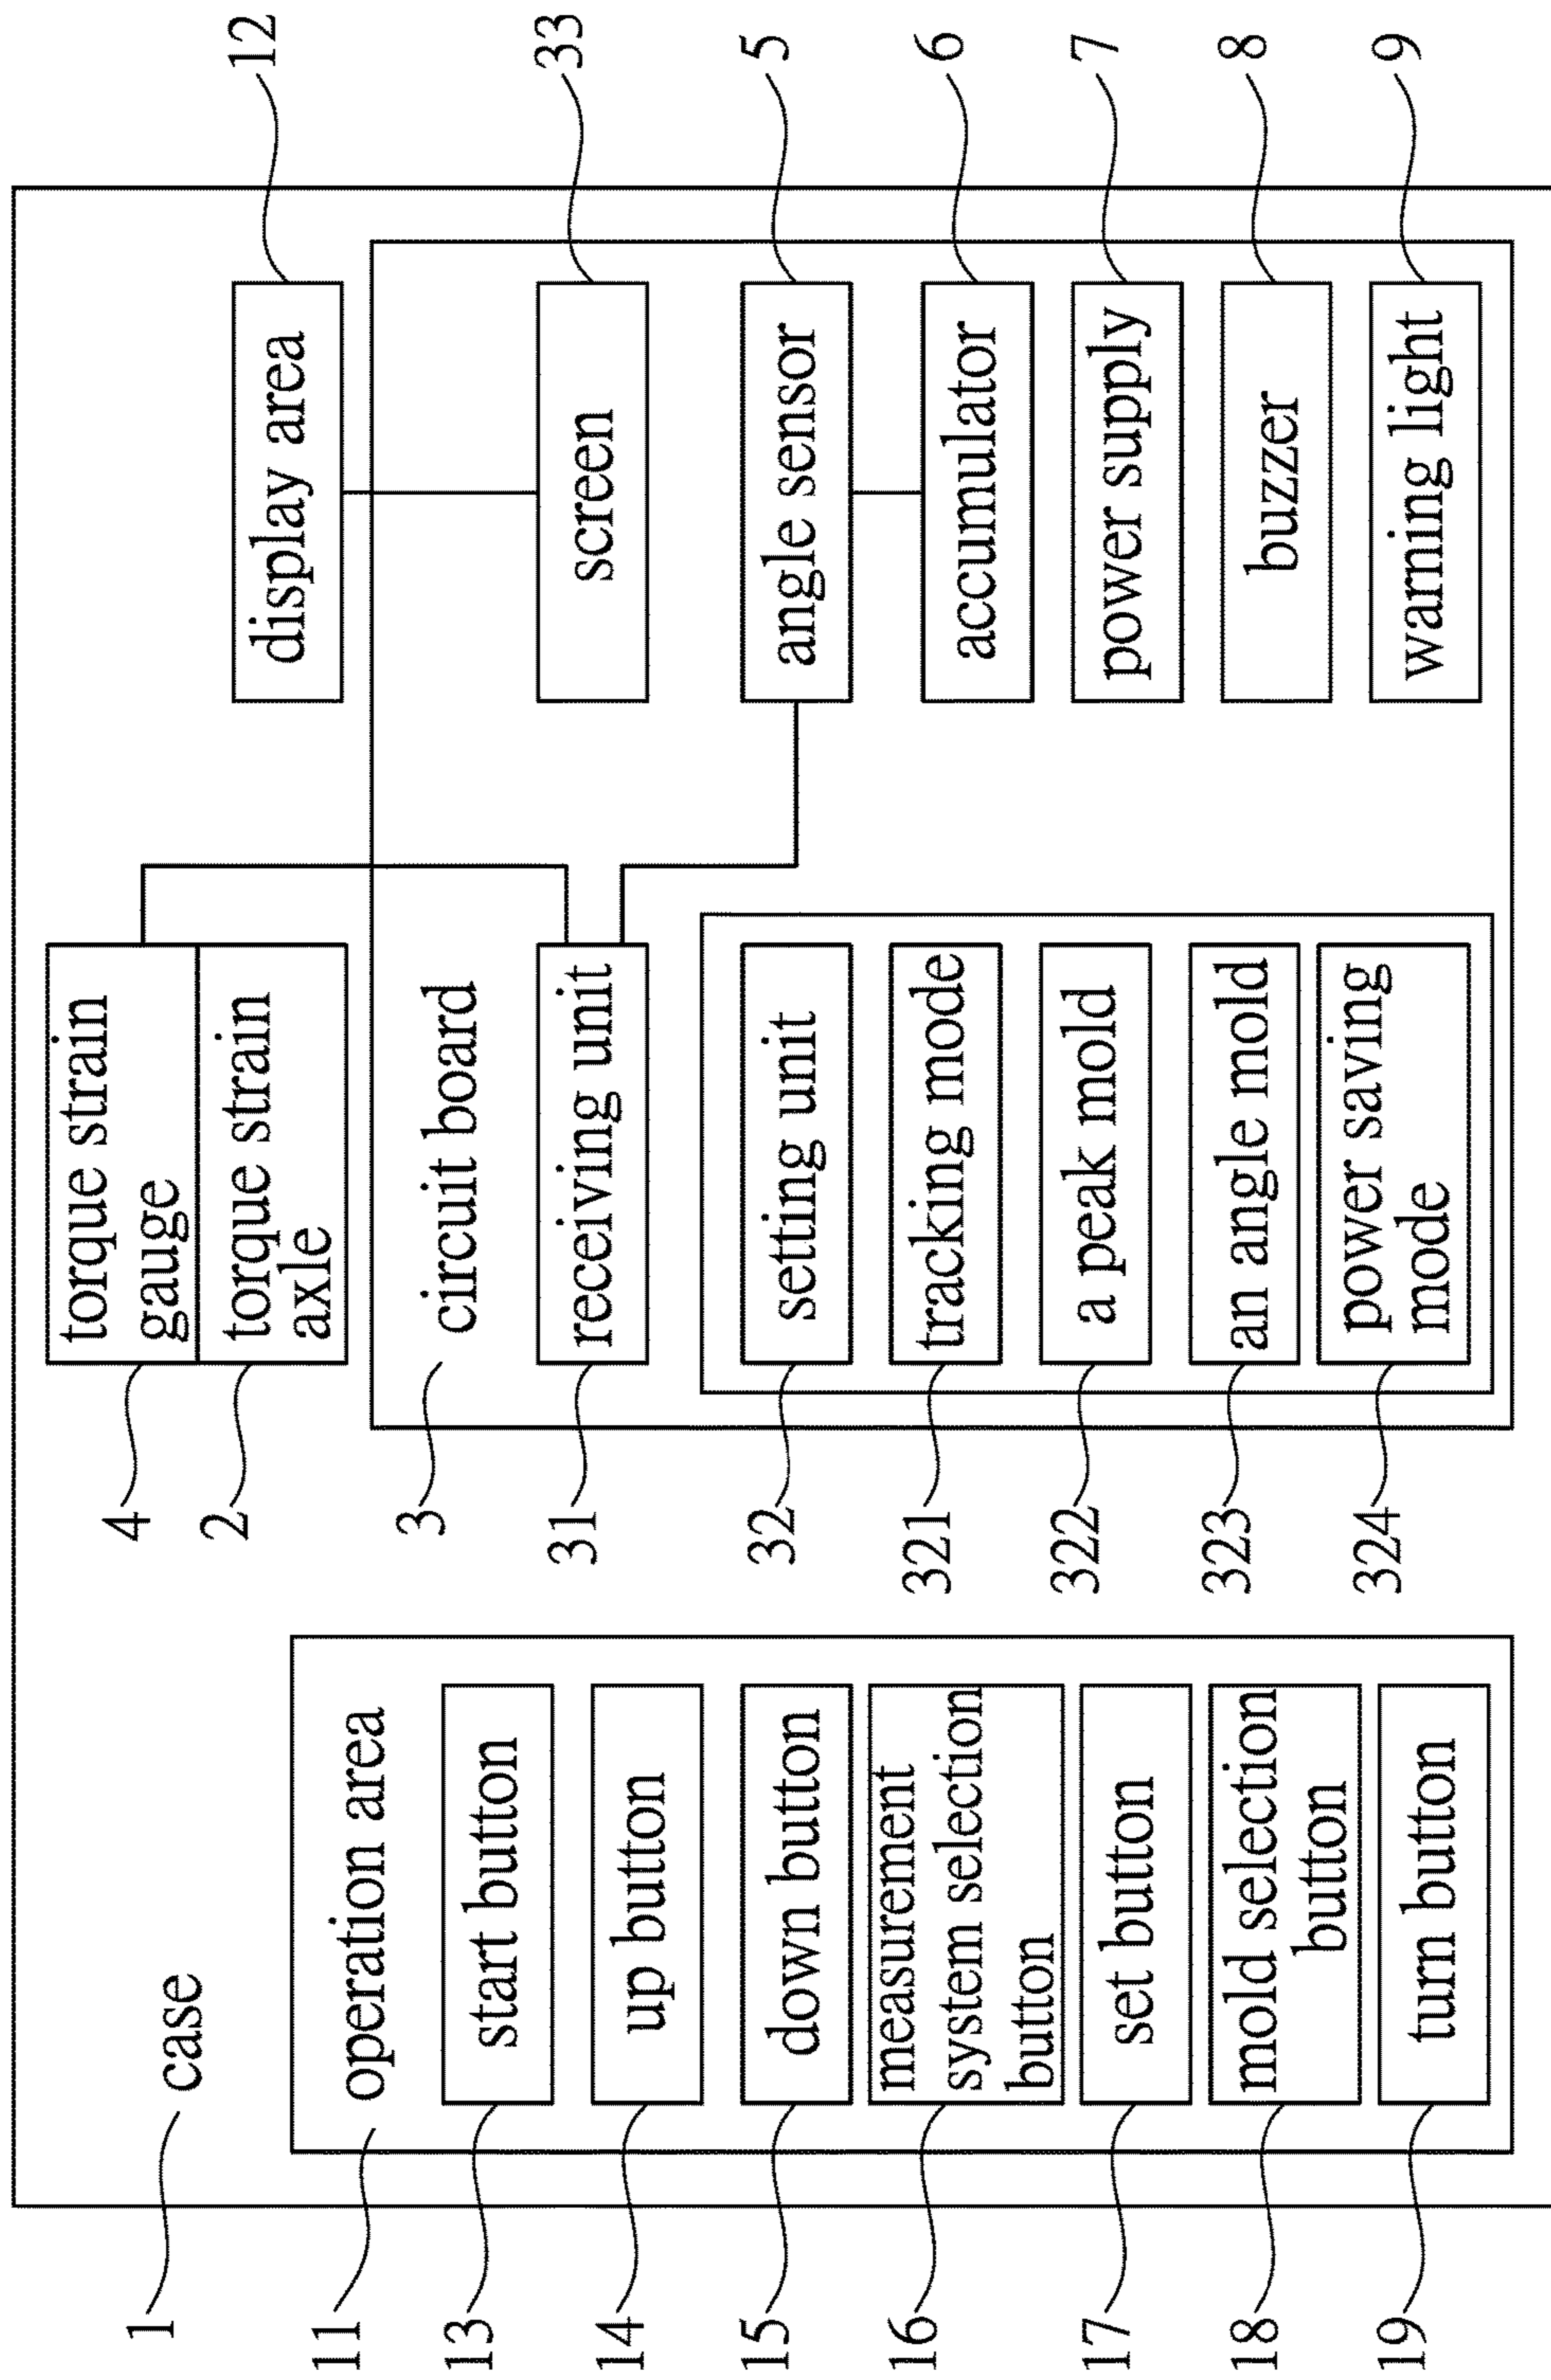 1
case
11
operation area
13
start button
14
up button
15
down button
16
measurement
system selection
button
17
set button
18
mold selection
button
19
turn button
4
torque strain
gauge
2
torque strain
axle
3
circuit board
31
receiving unit
32
setting unit
321
tracking mode
322
a peak mold
323
an angle mold
324
power saving
mode
display area
12
screen
33
angle sensor
5
accumulator
6
power supply
7
buzzer
8
warning light
9